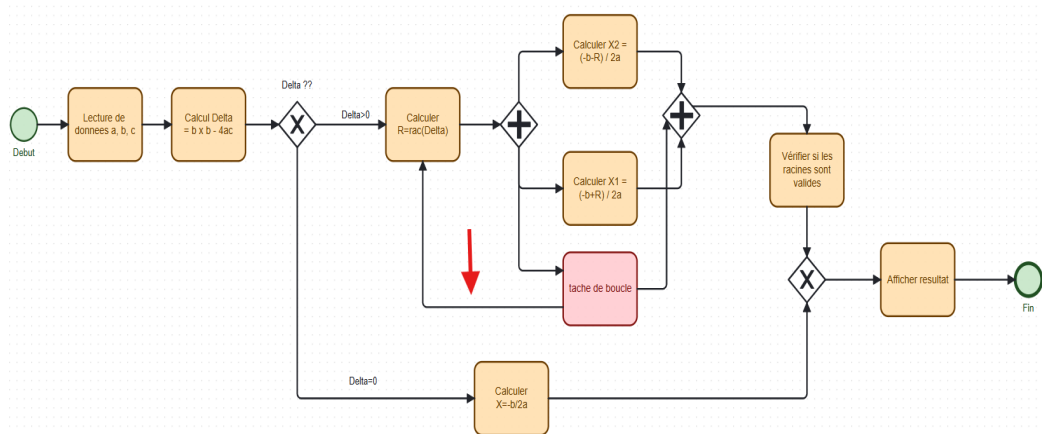 Calculer X2 =
(-b-R) / 2a
Delta ??
Lecture de
donnees a, b, c
Calcul Delta
= b x b - 4ac
X
Delta>0
Calculer
R=rac(Delta)
Debut
Vérifier si les
racines sont
valides
Calculer X1 =
(-b+R) / 2a
tache de boucle
X
Afficher resultat
Fin
Delta=0
Calculer
X=-b/2a